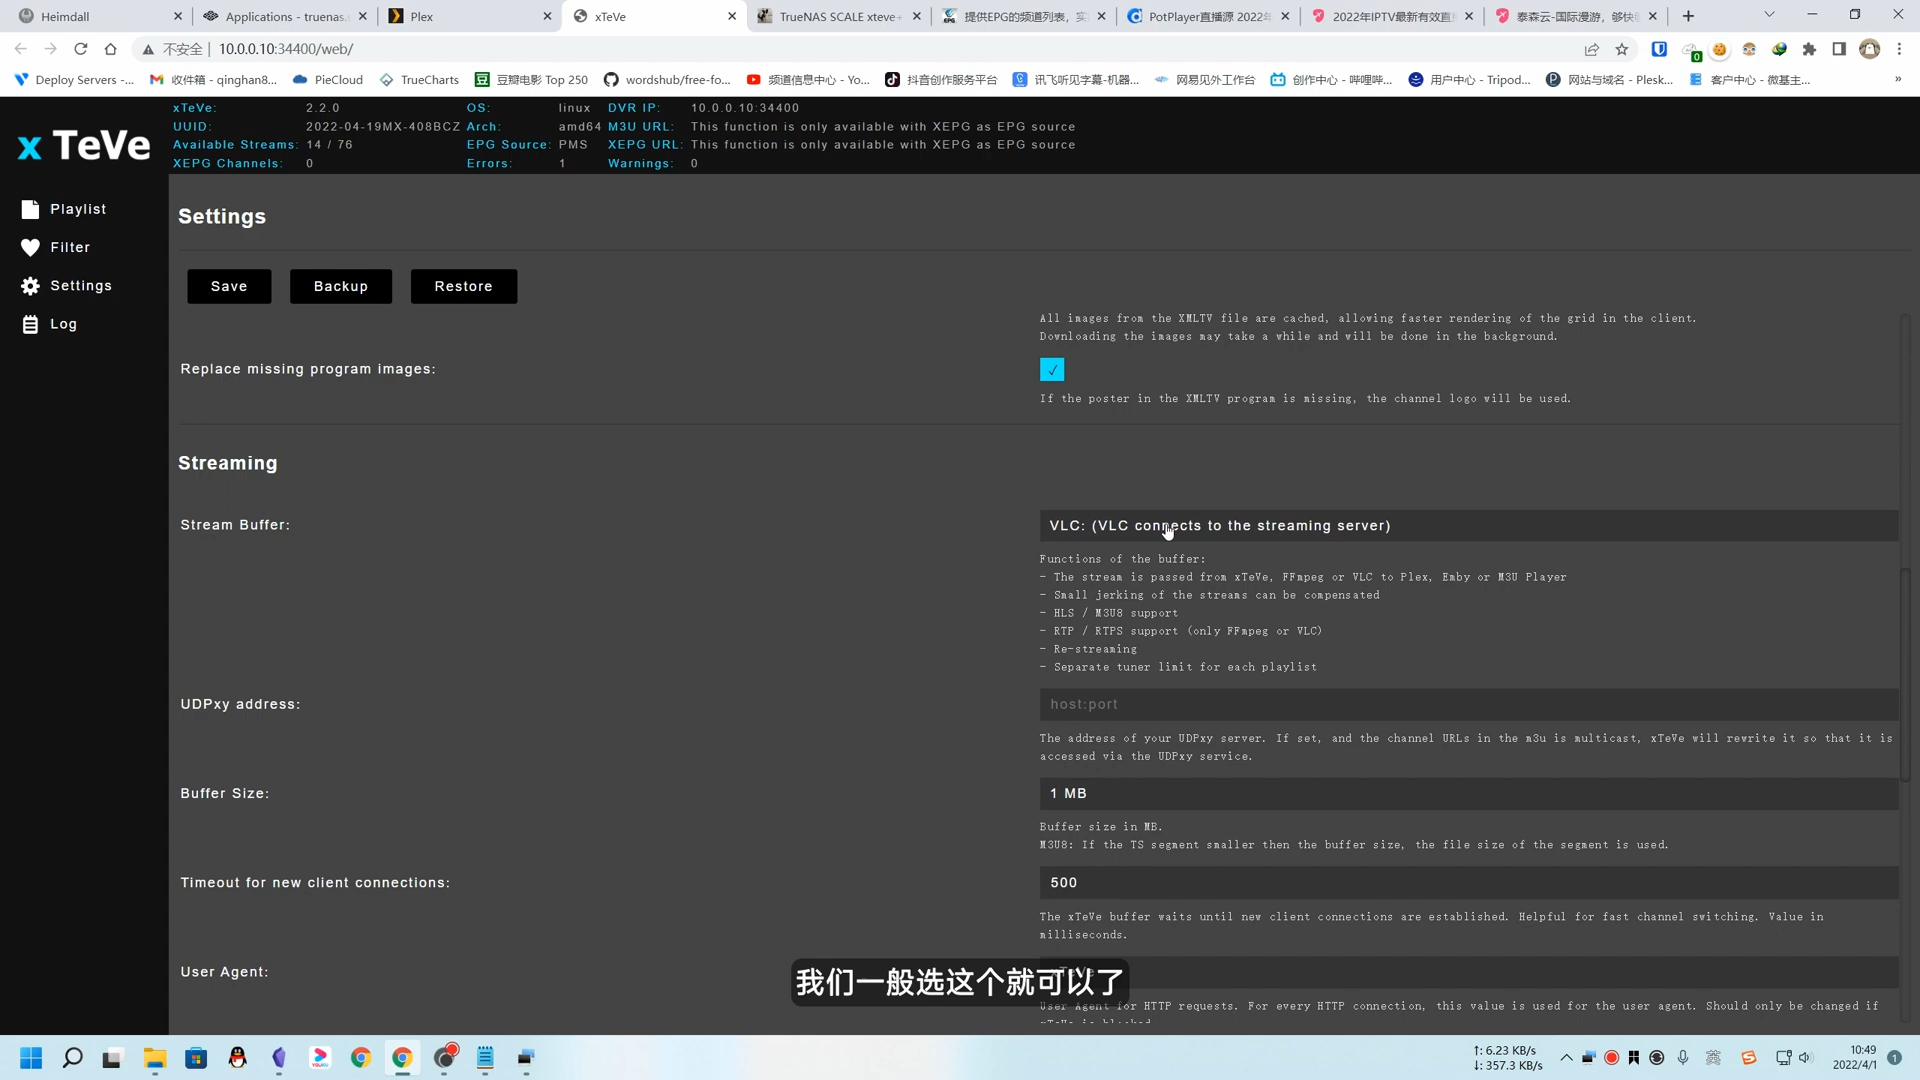 Heimdall
Applications - truenas.
Plex
xTeVe
TrueNAS SCALE xteve+
提供EPG的频道列表，实
PotPlayer直播源 2022年
2022年IPTV最新有效直
泰森云-国际漫游，够快
不安全 | 10.0.0.10:34400/web/
Deploy Servers -...
收件箱 - qinghan8...
PieCloud
TrueCharts
豆瓣电影 Top 250
wordshub/free-fo...
频道信息中心 - Yo...
抖音创作服务平台
讯飞听见字幕-机器...
网易见外工作台
创作中心 - 哔哩哔...
用户中心 - Tripod...
网站与域名 - Plesk...
客户中心 - 微基主...
»
x TeVe
xTeVe: 2.2.0 OS: linux DVR IP: 10.0.0.10:34400
UUID: 2022-04-19MX-408BCZ Arch: amd64 M3U URL: This function is only available with XEPG as EPG source
Available Streams: 14 / 76 EPG Source: PMS XEPG URL: This function is only available with XEPG as EPG source
XEPG Channels: 0 Errors: 1 Warnings: 0
Playlist
Filter
Settings
Log
Settings
Save Backup Restore
All images from the XMLTV file are cached, allowing faster rendering of the grid in the client.
Downloading the images may take a while and will be done in the background.
Replace missing program images:
If the poster in the XMLTV program is missing, the channel logo will be used.
Streaming
Stream Buffer:
VLC: (VLC connects to the streaming server)
Functions of the buffer:
- The stream is passed from xTeVe, FFmpeg or VLC to Plex, Emby or M3U Player
- Small jerking of the streams can be compensated
- HLS / M3U8 support
- RTP / RTPS support (only FFmpeg or VLC)
- Re-streaming
- Separate tuner limit for each playlist
UDPxy address:
host:port
The address of your UDPxy server. If set, and the channel URLs in the m3u is multicast, xTeVe will rewrite it so that it is
accessed via the UDPxy service.
Buffer Size:
1 MB
Buffer size in MB.
M3U8: If the TS segment smaller then the buffer size, the file size of the segment is used.
Timeout for new client connections:
500
The xTeVe buffer waits until new client connections are established. Helpful for fast channel switching. Value in
milliseconds.
User Agent:
xTeVe
我们一般选这个就可以了
User Agent for HTTP requests. For every HTTP connection, this value is used for the user agent. Should only be changed if
xTeVe is blocked.
YOUKU
↑: 6.23 KB/s
↓: 357.3 KB/s
英
10:49
2022/4/1
1
0